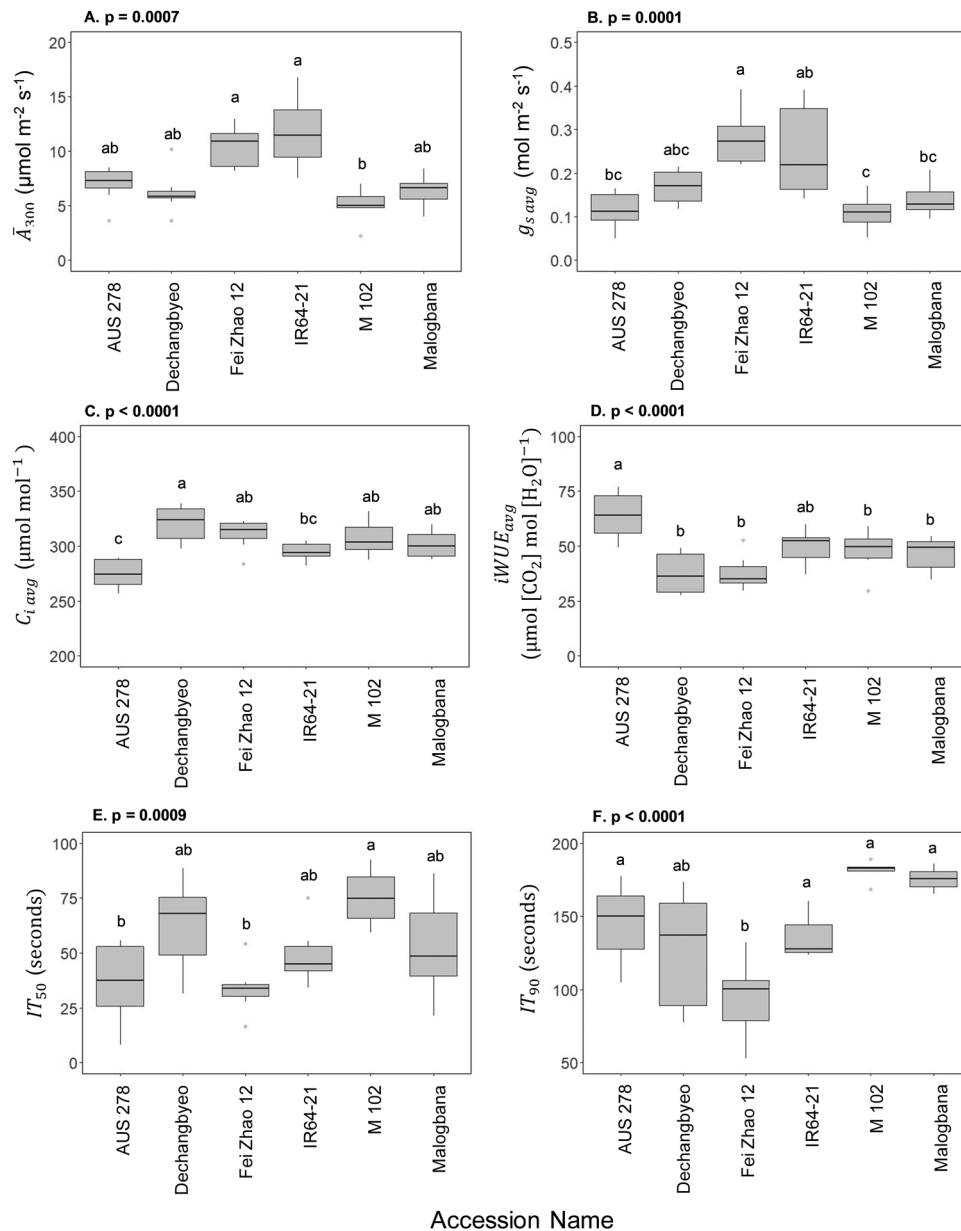 A. p = 0.0007
Ā₃₀₀ (μmol m⁻² s⁻¹)
20
15
10
5
0
ab
ab
a
a
b
ab
AUS 278
Dechangbyeo
Fei Zhao 12
IR64-21
M 102
Malogbana
B. p = 0.0001
gₛ ₐᵥg (mol m⁻² s⁻¹)
0.5
0.4
0.3
0.2
0.1
0.0
bc
abc
a
ab
c
bc
AUS 278
Dechangbyeo
Fei Zhao 12
IR64-21
M 102
Malogbana
C. p < 0.0001
C_i avg (μmol mol⁻¹)
400
350
300
250
200
c
a
ab
bc
ab
ab
AUS 278
Dechangbyeo
Fei Zhao 12
IR64-21
M 102
Malogbana
D. p < 0.0001
iWUE_avg
(μmol [CO₂] mol [H₂O]⁻¹)
100
75
50
25
0
a
b
b
ab
b
b
AUS 278
Dechangbyeo
Fei Zhao 12
IR64-21
M 102
Malogbana
E. p = 0.0009
IT₅₀ (seconds)
100
75
50
25
0
b
ab
b
ab
a
ab
AUS 278
Dechangbyeo
Fei Zhao 12
IR64-21
M 102
Malogbana
F. p < 0.0001
IT₉₀ (seconds)
200
150
100
50
a
ab
b
a
a
a
AUS 278
Dechangbyeo
Fei Zhao 12
IR64-21
M 102
Malogbana
Accession Name